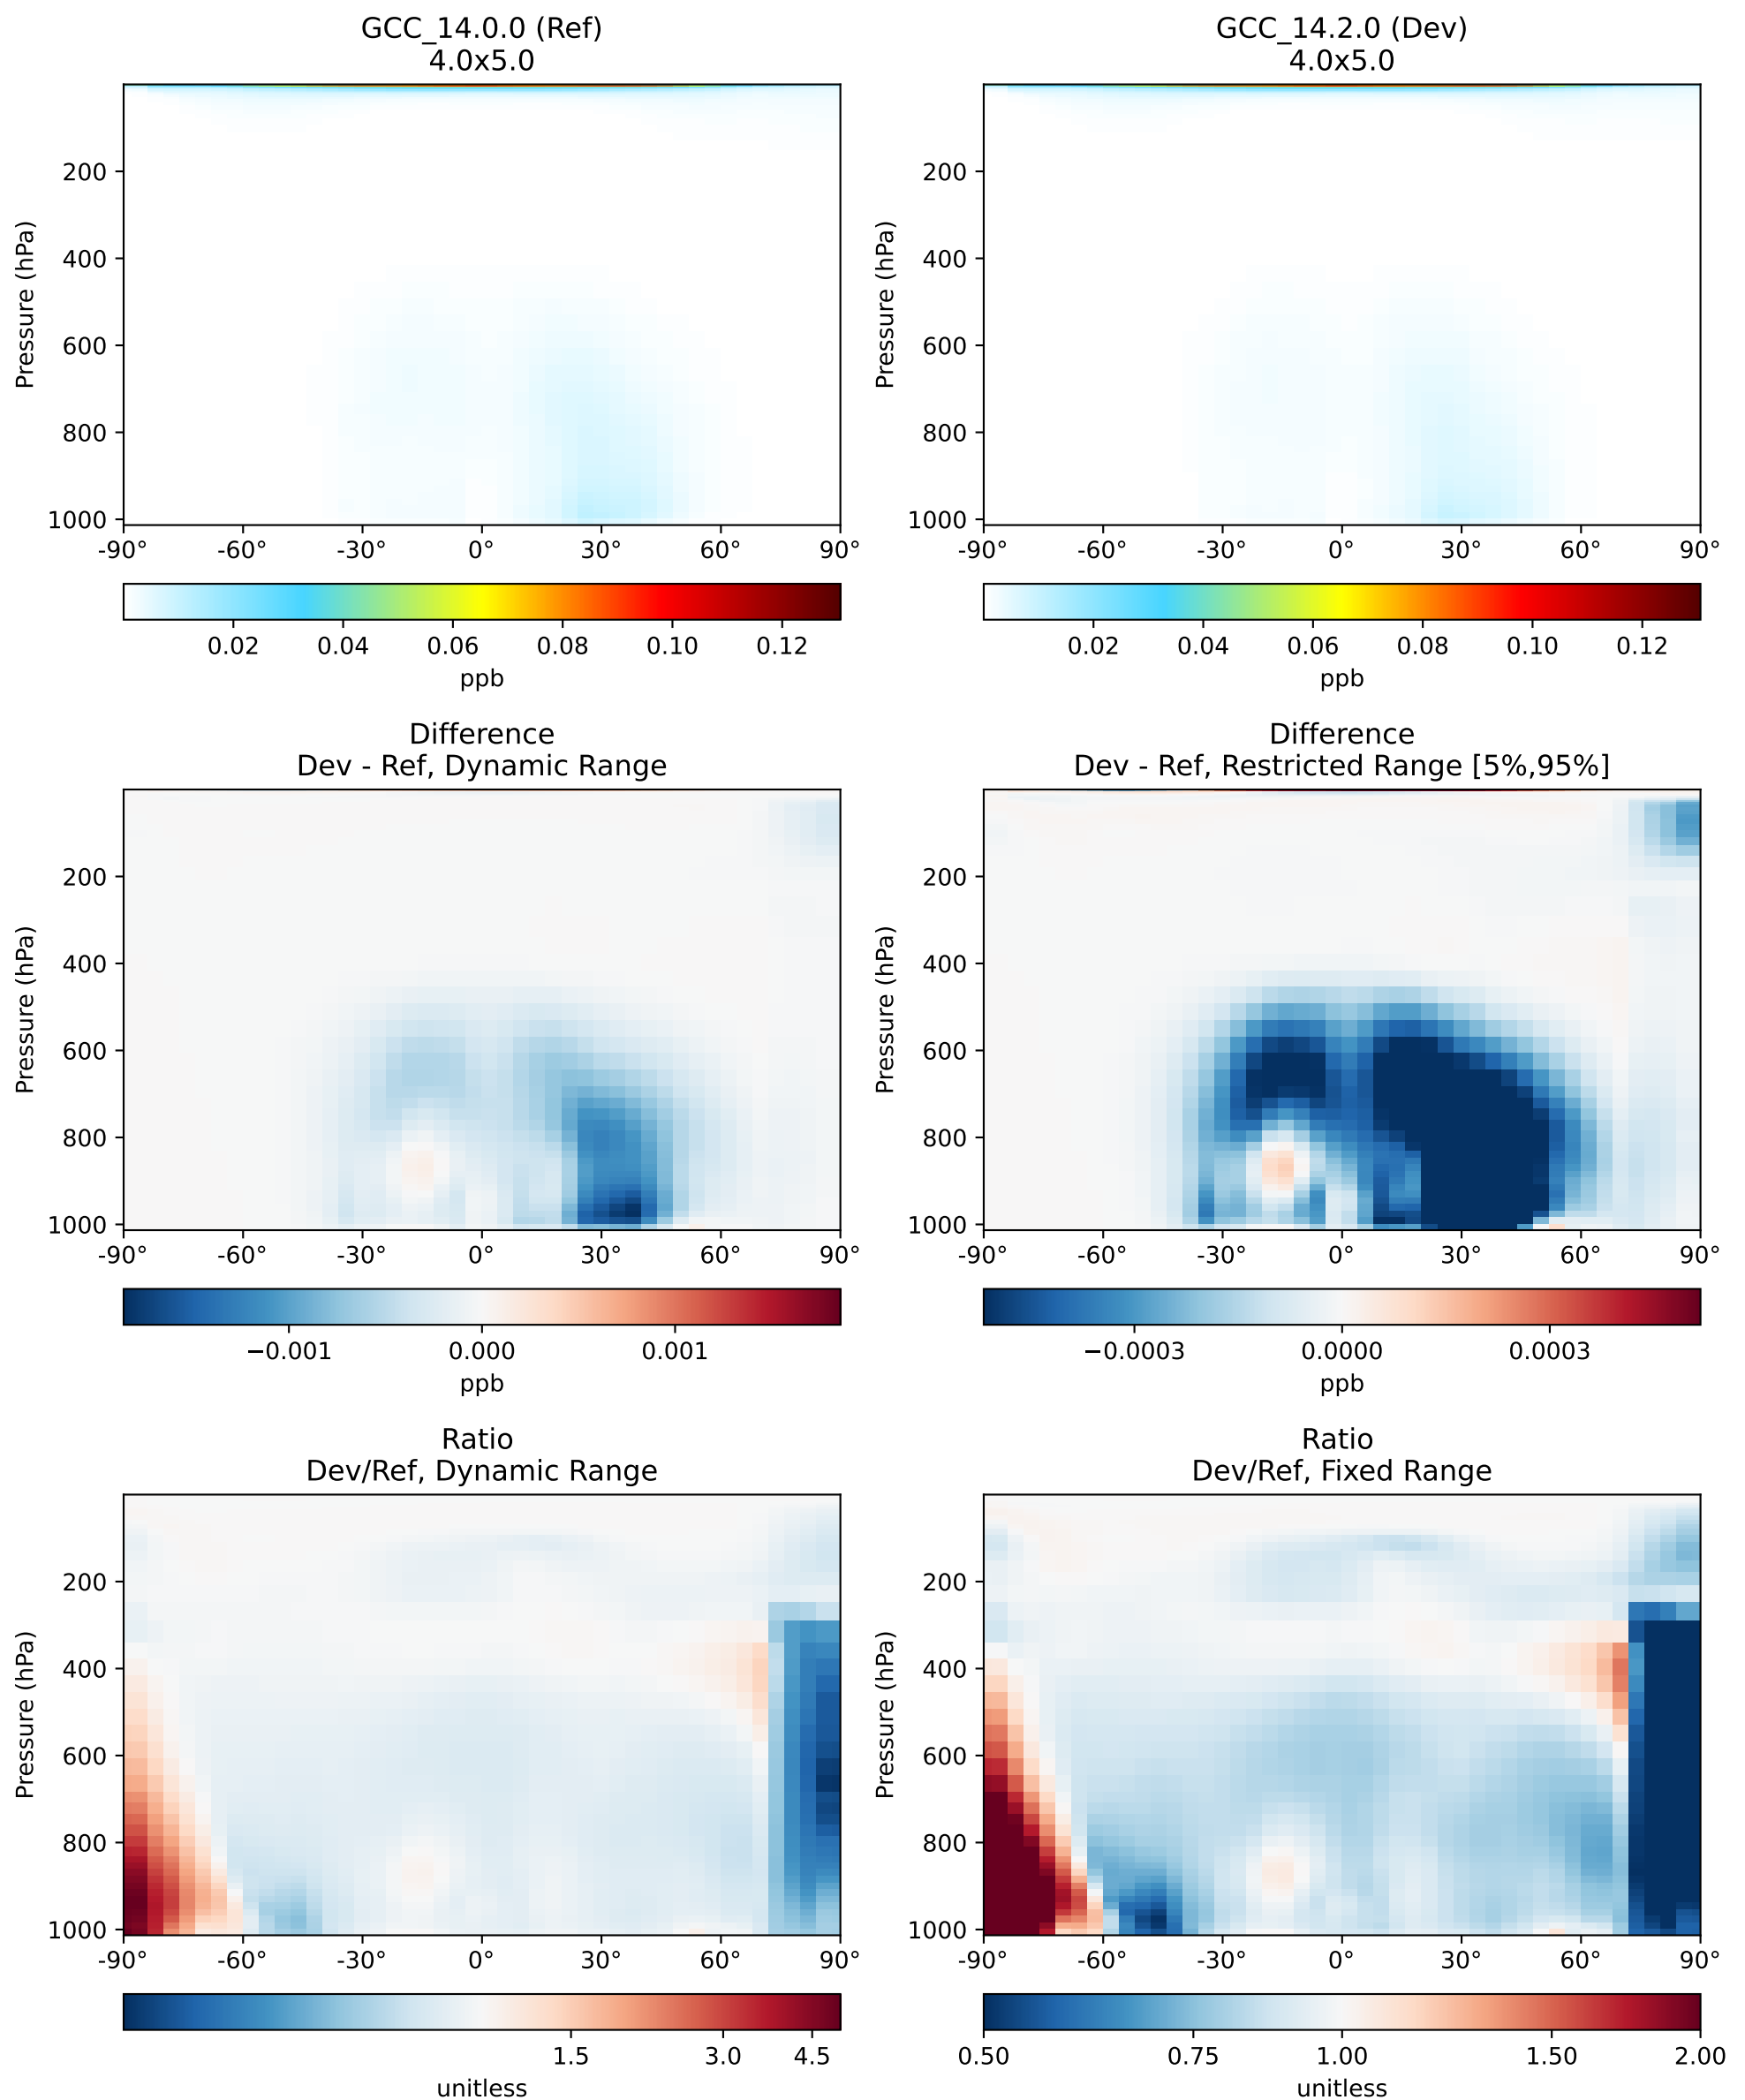 GCC_14.0.0 (Ref)
4.0x5.0
Pressure (hPa)
200
400
600
800
1000
-90° -60° -30° 0° 30° 60° 90°
0.02 0.04 0.06 0.08 0.10 0.12
ppb
GCC_14.2.0 (Dev)
4.0x5.0
Pressure (hPa)
200
400
600
800
1000
-90° -60° -30° 0° 30° 60° 90°
0.02 0.04 0.06 0.08 0.10 0.12
ppb
Difference
Dev - Ref, Dynamic Range
Pressure (hPa)
200
400
600
800
1000
-90° -60° -30° 0° 30° 60° 90°
−0.001 0.000 0.001
ppb
Difference
Dev - Ref, Restricted Range [5%,95%]
Pressure (hPa)
200
400
600
800
1000
-90° -60° -30° 0° 30° 60° 90°
−0.0003 0.0000 0.0003
ppb
Ratio
Dev/Ref, Dynamic Range
Pressure (hPa)
200
400
600
800
1000
-90° -60° -30° 0° 30° 60° 90°
1.5 3.0 4.5
unitless
Ratio
Dev/Ref, Fixed Range
Pressure (hPa)
200
400
600
800
1000
-90° -60° -30° 0° 30° 60° 90°
0.50 0.75 1.00 1.50 2.00
unitless